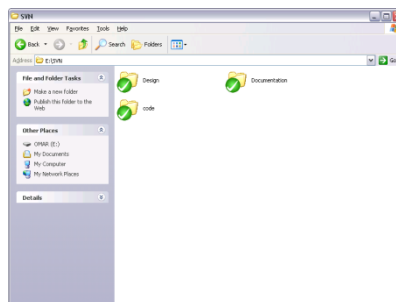 SVN
File Edit View Favorites Tools Help
Back Search Folders
Address E:\SVN Go
File and Folder Tasks
Make a new folder
Publish this folder to the
Web
Other Places
OMAR (E:)
My Documents
My Computer
My Network Places
Details
Design Documentation
code